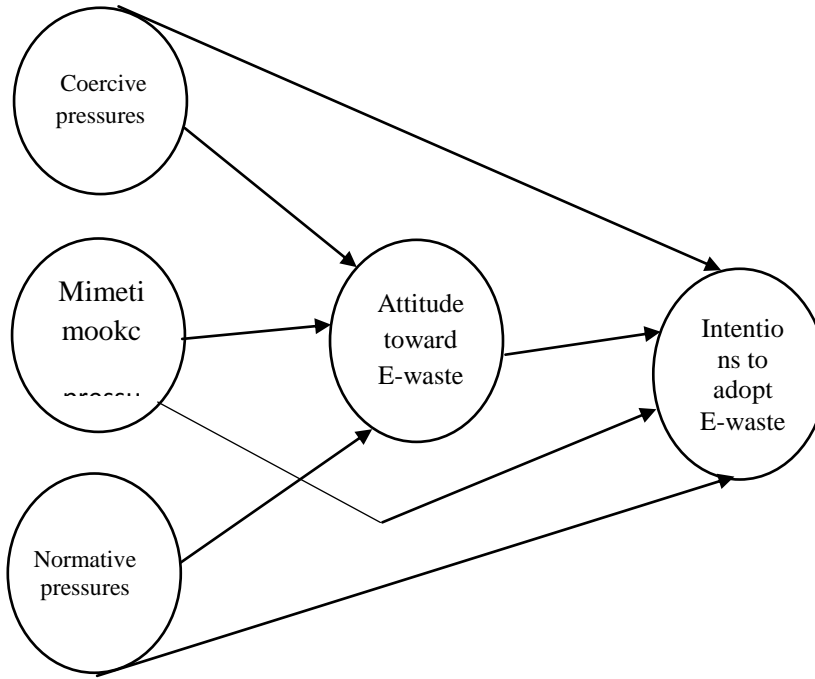 Coercive
pressures
Mimeti
mookc
Attitude
toward
E-waste
Intentio
ns to
adopt
E-waste
Normative
pressures